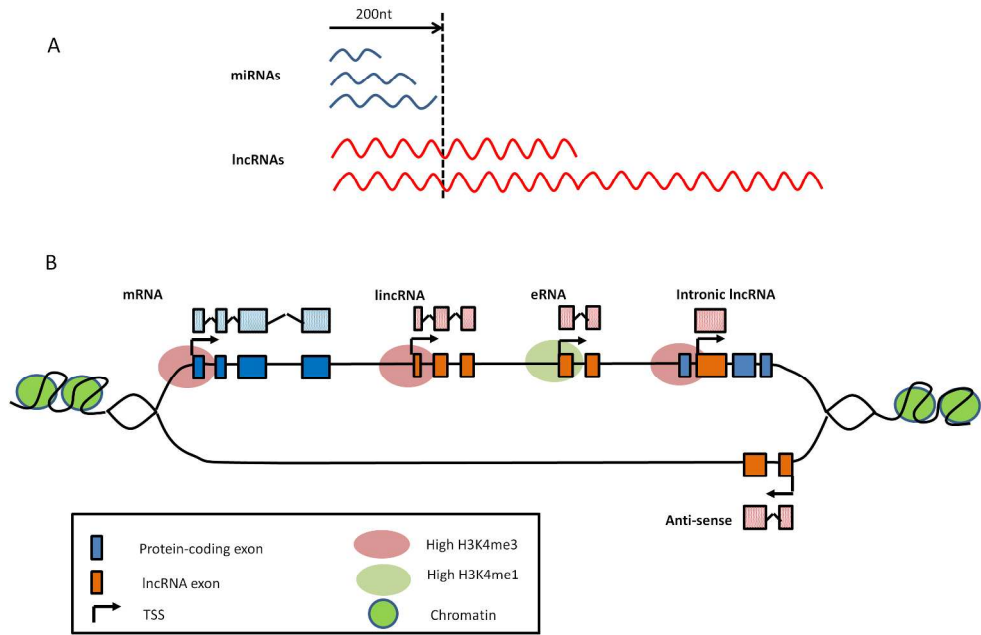 A
200nt
miRNAs
lncRNAs
B
mRNA
lincRNA
eRNA
Intronic lncRNA
Anti-sense
Protein-coding exon
High H3K4me3
lncRNA exon
High H3K4me1
TSS
Chromatin